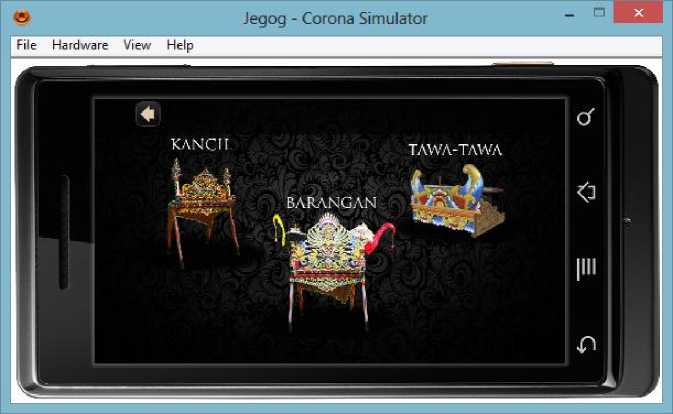 Jegog - Corona Simulator
File Hardware View Help
KANCIL
TAWA-TAWA
BARANGAN